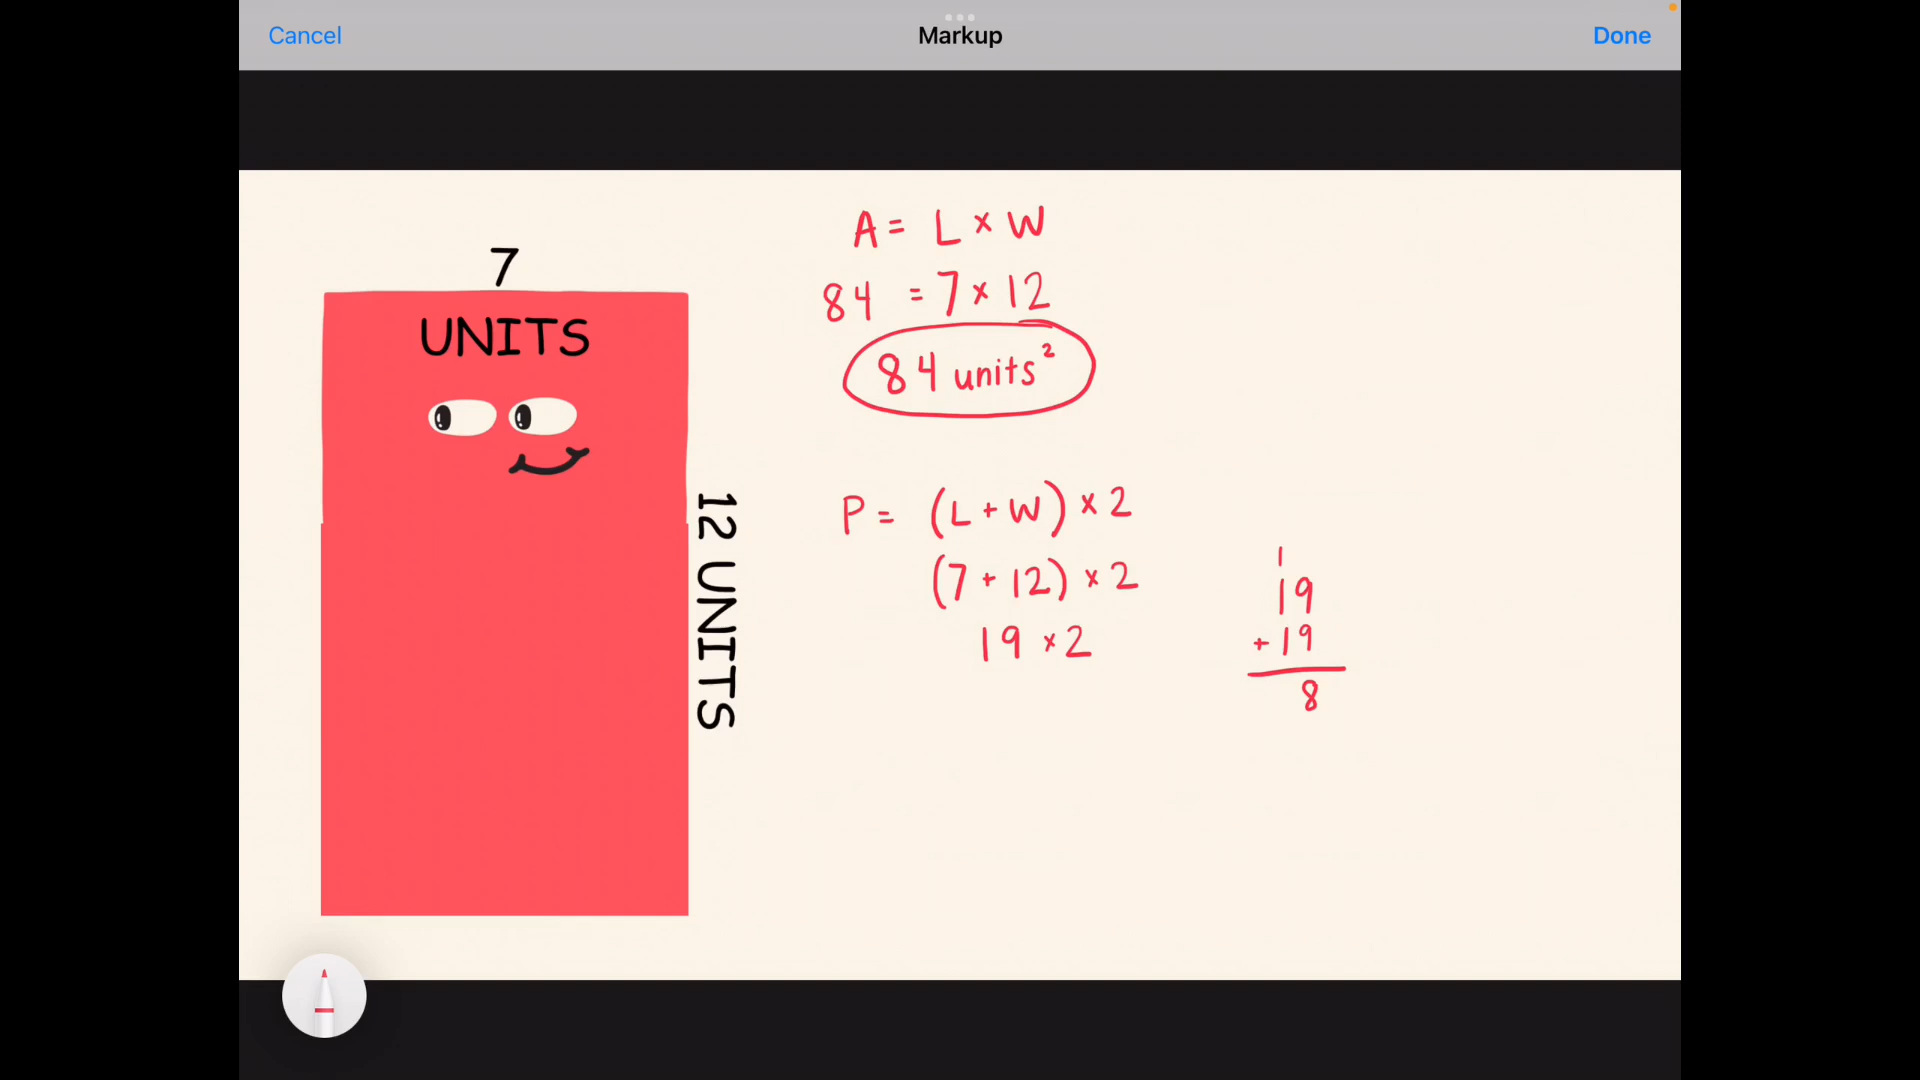 Cancel
Markup
Done
7
UNITS
12 UNITS
A = L × W
84 = 7 × 12
84 units²
P = (L + W) × 2
(7 + 12) × 2
19 × 2
1
19
+ 19
8